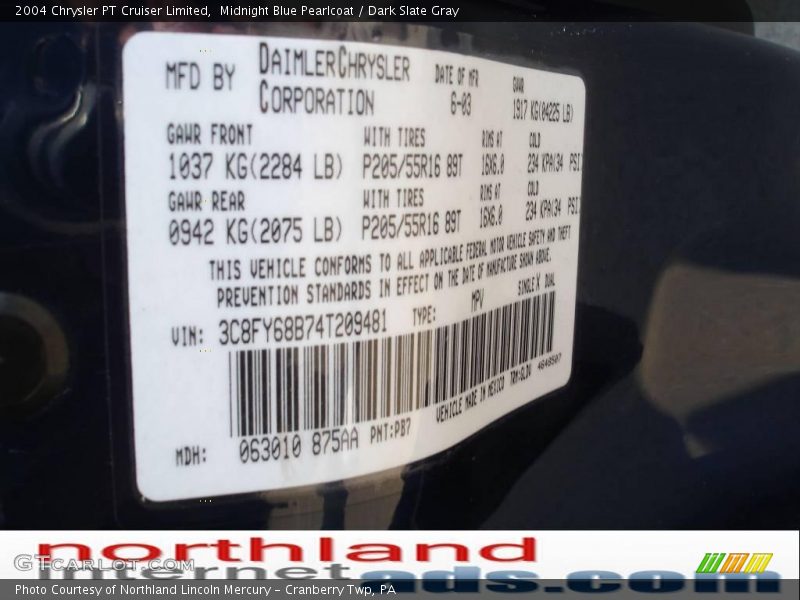 2004 Chrysler PT Cruiser Limited,  Midnight Blue Pearlcoat / Dark Slate Gray
MFD BY DAIMLERCHRYSLER CORPORATION DATE OF MFR 6-03 GVWR 1917 KG(04225 LB)
GAWR FRONT WITH TIRES RIMS AT COLD
1037 KG(2284 LB) P205/55R16 89T 16X6.0 234 KPA(34 PSI)
GAWR REAR WITH TIRES RIMS AT COLD
0942 KG(2075 LB) P205/55R16 89T 16X6.0 234 KPA(34 PSI
THIS VEHICLE CONFORMS TO ALL APPLICABLE FEDERAL MOTOR VEHICLE SAFETY AND THEFT
PREVENTION STANDARDS IN EFFECT ON THE DATE OF MANUFACTURE SHOWN ABOVE.
VIN: 3C8FY68B74T209481 TYPE: MPV SINGLE X DUAL
MDH: 063010 875AA PNT:PB7 VEHICLE MADE IN MEXICO TRM:GLDV 4648507
northland
internetads.com
GTCarLot.com
Photo Courtesy of Northland Lincoln Mercury – Cranberry Twp, PA